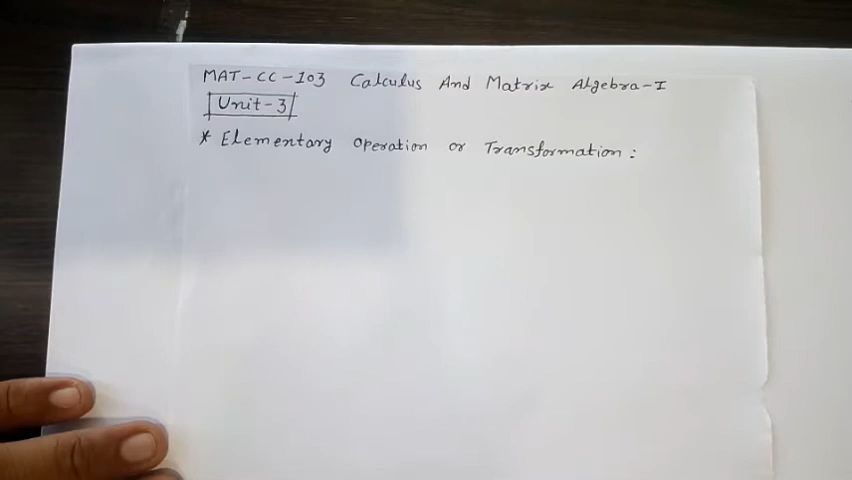 MAT-CC-103 Calculus And Matrix Algebra-I
Unit-3
* Elementary Operation or Transformation: